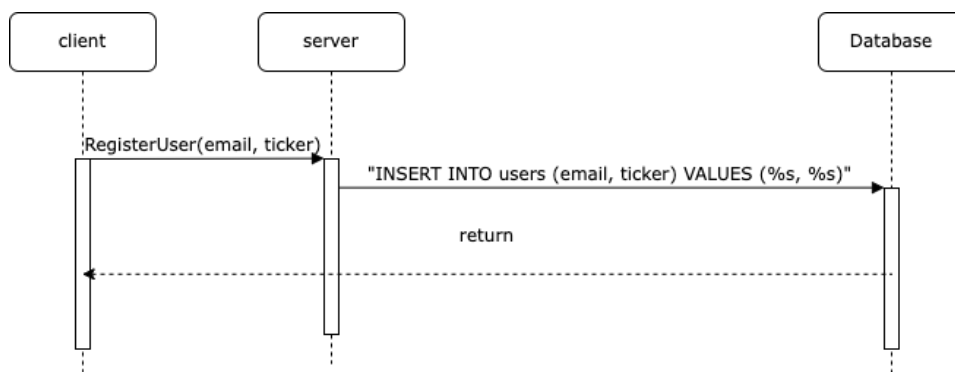 client
server
Database
RegisterUser(email, ticker)
"INSERT INTO users (email, ticker) VALUES (%s, %s)"
return